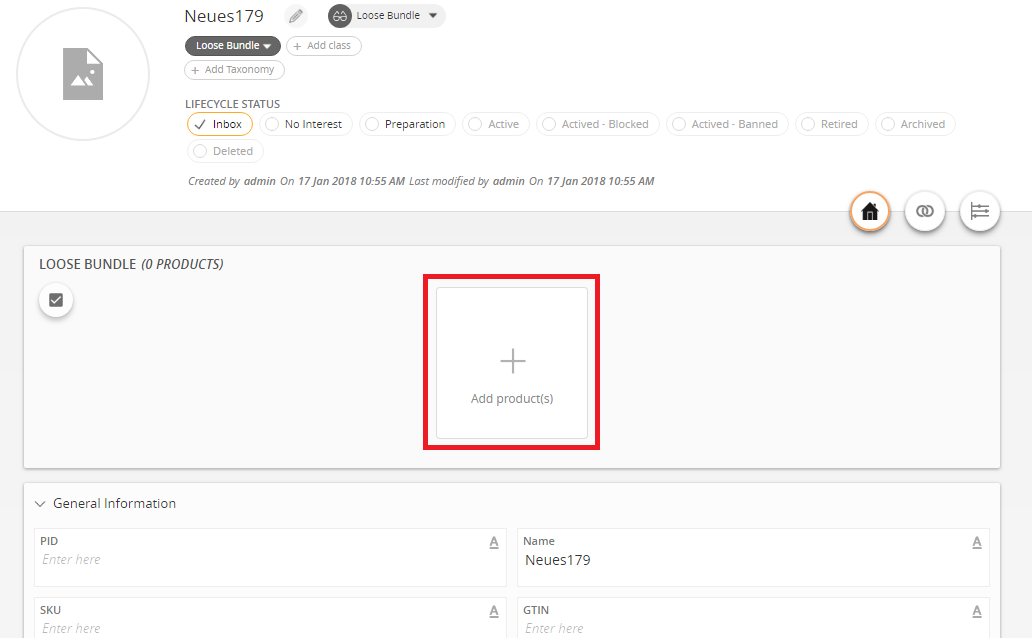 Neues179
Loose Bundle
Loose Bundle
+ Add class
+ Add Taxonomy
LIFECYCLE STATUS
Inbox
No Interest
Preparation
Active
Actived - Blocked
Actived - Banned
Retired
Archived
Deleted
Created by admin On 17 Jan 2018 10:55 AM Last modified by admin On 17 Jan 2018 10:55 AM
LOOSE BUNDLE (0 PRODUCTS)
Add product(s)
General Information
PID
A
Enter here
Name
A
Neues179
SKU
A
Enter here
GTIN
A
Enter here